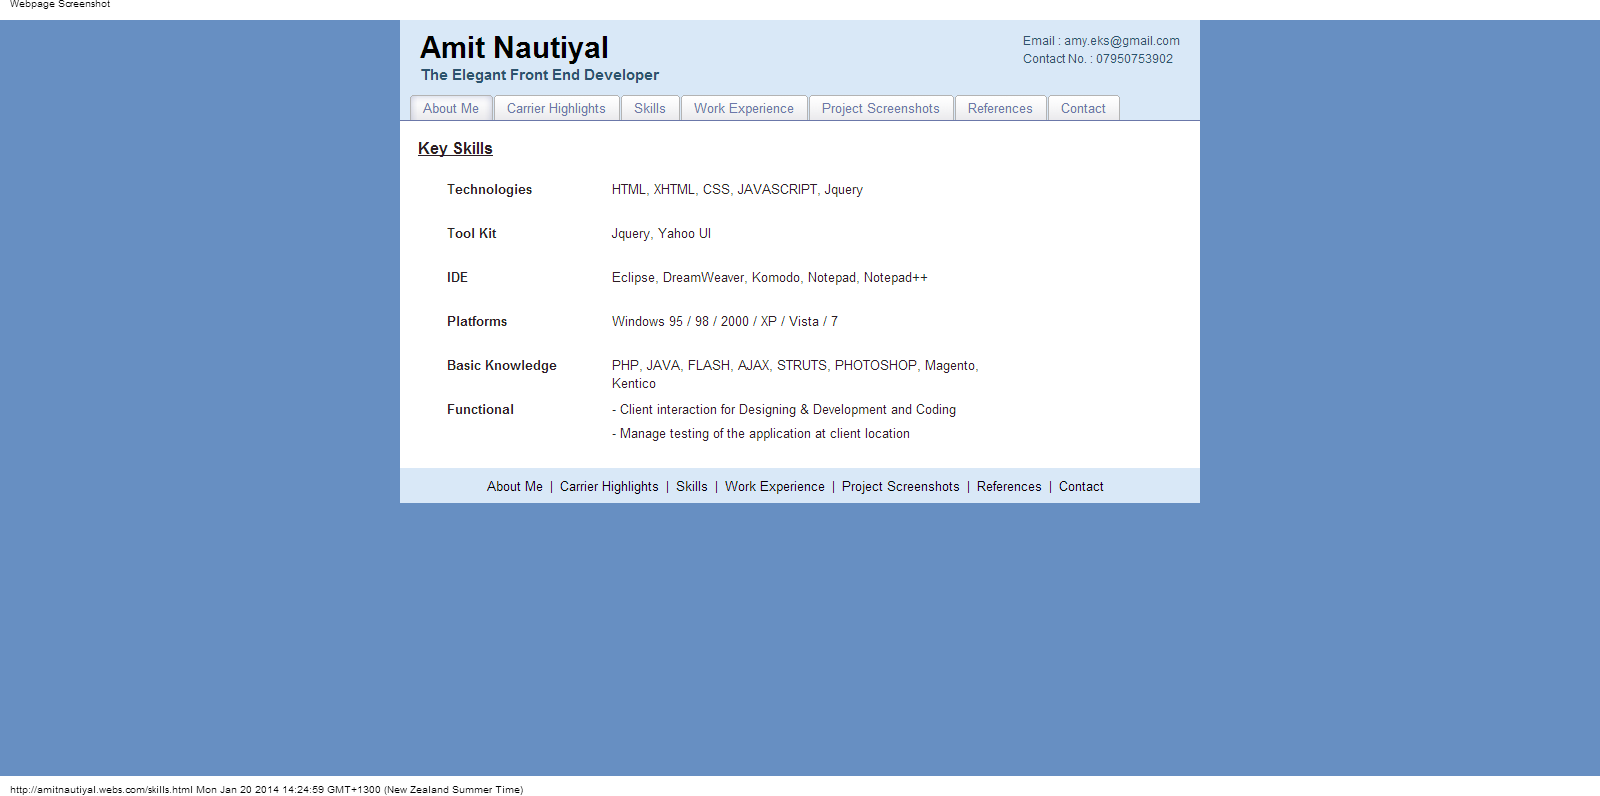 Webpage Screenshot
Amit Nautiyal
The Elegant Front End Developer
Email : amy.eks@gmail.com
Contact No. : 07950753902
About Me Carrier Highlights Skills Work Experience Project Screenshots References Contact
Key Skills
Technologies HTML, XHTML, CSS, JAVASCRIPT, Jquery
Tool Kit Jquery, Yahoo UI
IDE Eclipse, DreamWeaver, Komodo, Notepad, Notepad++
Platforms Windows 95 / 98 / 2000 / XP / Vista / 7
Basic Knowledge PHP, JAVA, FLASH, AJAX, STRUTS, PHOTOSHOP, Magento,
Kentico
Functional - Client interaction for Designing & Development and Coding
- Manage testing of the application at client location
About Me | Carrier Highlights | Skills | Work Experience | Project Screenshots | References | Contact
http://amitnautiyal.webs.com/skills.html Mon Jan 20 2014 14:24:59 GMT+1300 (New Zealand Summer Time)